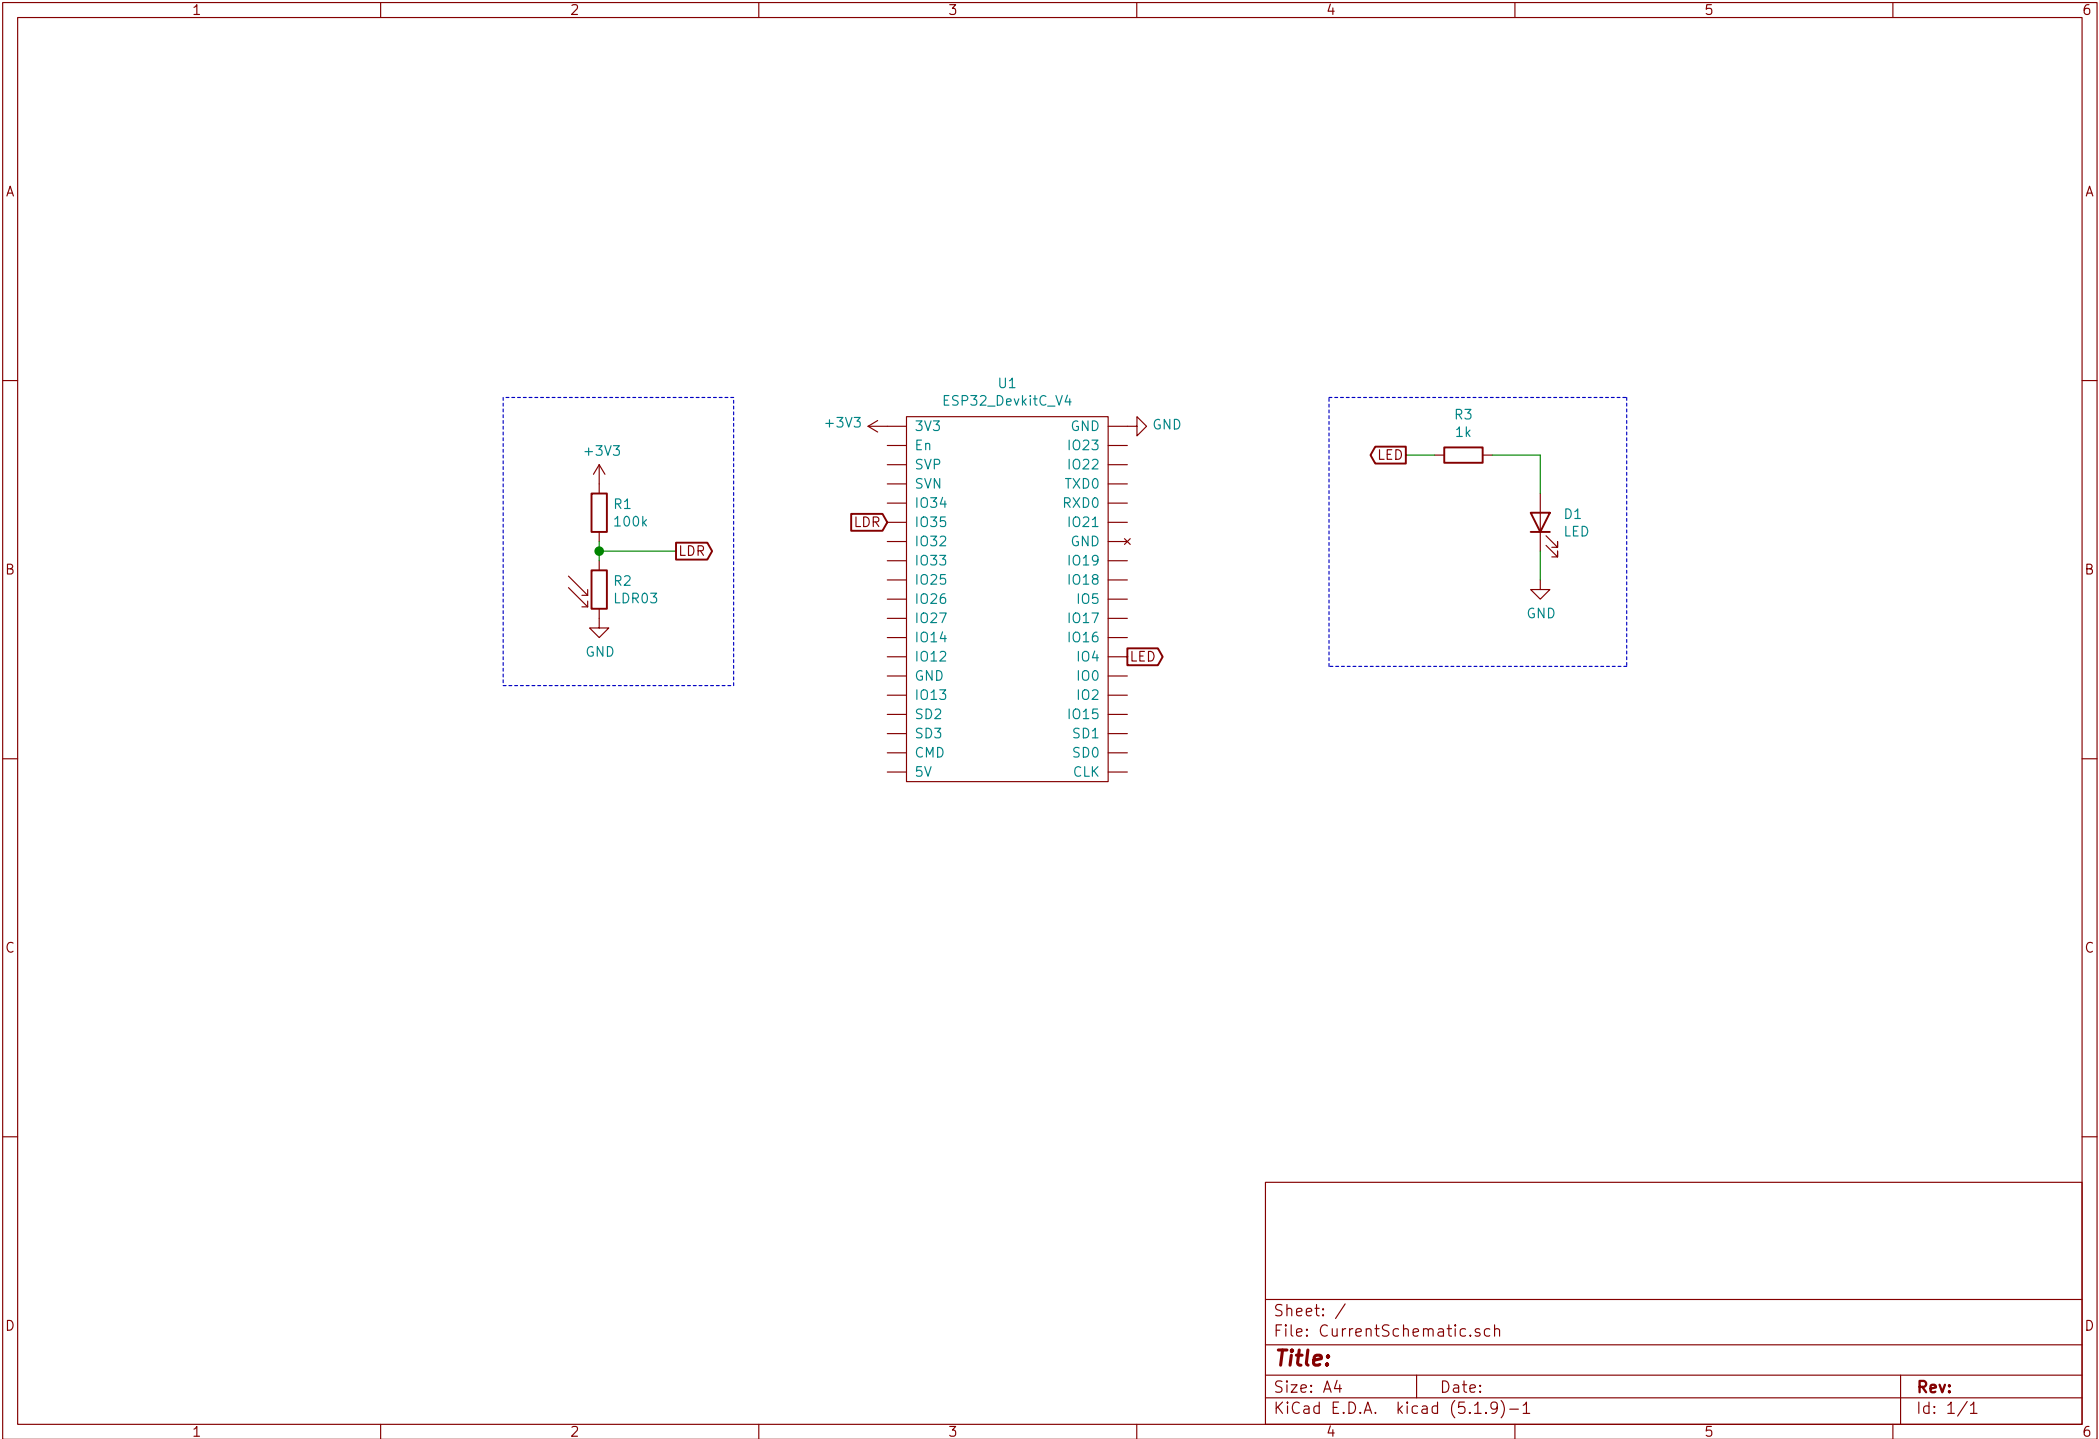 1 2 3 4 5 6
A A
B B
C C
D D
+3V3
R1
100k
LDR
R2
LDR03
GND
U1
ESP32_DevkitC_V4
+3V3
3V3
En
SVP
SVN
IO34
LDR
IO35
IO32
IO33
IO25
IO26
IO27
IO14
IO12
GND
IO13
SD2
SD3
CMD
5V
GND
GND
IO23
IO22
TXD0
RXD0
IO21
GND
IO19
IO18
IO5
IO17
IO16
IO4
LED
IO0
IO2
IO15
SD1
SD0
CLK
R3
1k
LED
D1
LED
GND
Sheet: /
File: CurrentSchematic.sch
Title:
Size: A4 Date: Rev:
KiCad E.D.A. kicad (5.1.9)-1 Id: 1/1
1 2 3 4 5 6